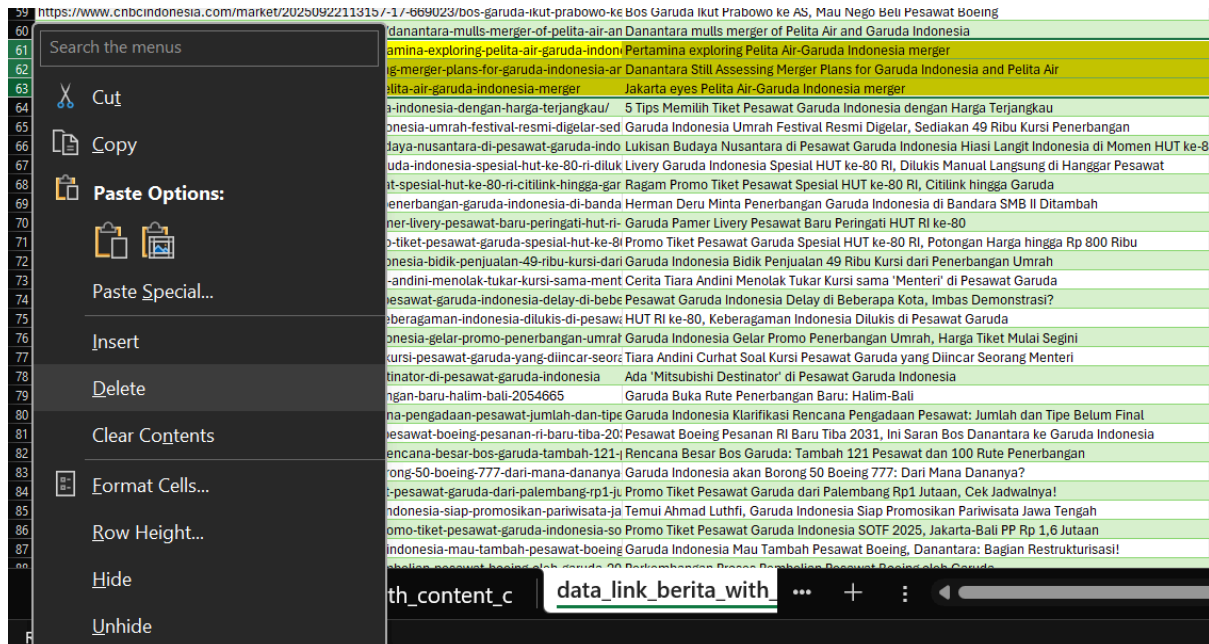 59 https://www.cnbcindonesia.com/market/20250922113157-17-669023/bos-garuda-ikut-prabowo-ke Bos Garuda Ikut Prabowo ke AS, Mau Nego Beli Pesawat Boeing
60 /danantara-mulls-merger-of-pelita-air-an Danantara mulls merger of Pelita Air and Garuda Indonesia
Search the menus
61 amina-exploring-pelita-air-garuda-indon Pertamina exploring Pelita Air-Garuda Indonesia merger
62 g-merger-plans-for-garuda-indonesia-ar Danantara Still Assessing Merger Plans for Garuda Indonesia and Pelita Air
63 elita-air-garuda-indonesia-merger Jakarta eyes Pelita Air-Garuda Indonesia merger
Cut
64 a-indonesia-dengan-harga-terjangkau/ 5 Tips Memilih Tiket Pesawat Garuda Indonesia dengan Harga Terjangkau
65 onesia-umrah-festival-resmi-digelar-sed Garuda Indonesia Umrah Festival Resmi Digelar, Sediakan 49 Ribu Kursi Penerbangan
Copy
66 daya-nusantara-di-pesawat-garuda-indo Lukisan Budaya Nusantara di Pesawat Garuda Indonesia Hiasi Langit Indonesia di Momen HUT ke-8
67 uda-indonesia-spesial-hut-ke-80-ri-diluk Livery Garuda Indonesia Spesial HUT ke-80 RI, Dilukis Manual Langsung di Hanggar Pesawat
68 at-spesial-hut-ke-80-ri-citilink-hingga-gar Ragam Promo Tiket Pesawat Spesial HUT ke-80 RI, Citilink hingga Garuda
Paste Options:
69 penerbangan-garuda-indonesia-di-banda Herman Deru Minta Penerbangan Garuda Indonesia di Bandara SMB II Ditambah
70 mer-livery-pesawat-baru-peringati-hut-ri- Garuda Pamer Livery Pesawat Baru Peringati HUT RI ke-80
71 o-tiket-pesawat-garuda-spesial-hut-ke-8 Promo Tiket Pesawat Garuda Spesial HUT ke-80 RI, Potongan Harga hingga Rp 800 Ribu
72 onesia-bidik-penjualan-49-ribu-kursi-dari Garuda Indonesia Bidik Penjualan 49 Ribu Kursi dari Penerbangan Umrah
73 -andini-menolak-tukar-kursi-sama-ment Cerita Tiara Andini Menolak Tukar Kursi sama 'Menteri' di Pesawat Garuda
Paste Special...
74 pesawat-garuda-indonesia-delay-di-bebe Pesawat Garuda Indonesia Delay di Beberapa Kota, Imbas Demonstrasi?
75 eberagaman-indonesia-dilukis-di-pesawa HUT RI ke-80, Keberagaman Indonesia Dilukis di Pesawat Garuda
Insert
76 onesia-gelar-promo-penerbangan-umrah Garuda Indonesia Gelar Promo Penerbangan Umrah, Harga Tiket Mulai Segini
77 kursi-pesawat-garuda-yang-diincar-seora Tiara Andini Curhat Soal Kursi Pesawat Garuda yang Diincar Seorang Menteri
78 tinator-di-pesawat-garuda-indonesia Ada 'Mitsubishi Destinator' di Pesawat Garuda Indonesia
Delete
79 ngan-baru-halim-bali-2054665 Garuda Buka Rute Penerbangan Baru: Halim-Bali
80 na-pengadaan-pesawat-jumlah-dan-tipe Garuda Indonesia Klarifikasi Rencana Pengadaan Pesawat: Jumlah dan Tipe Belum Final
81 pesawat-boeing-pesanan-ri-baru-tiba-20 Pesawat Boeing Pesanan RI Baru Tiba 2031, Ini Saran Bos Danantara ke Garuda Indonesia
Clear Contents
82 encana-besar-bos-garuda-tambah-121- Rencana Besar Bos Garuda: Tambah 121 Pesawat dan 100 Rute Penerbangan
83 rong-50-boeing-777-dari-mana-dananya Garuda Indonesia akan Borong 50 Boeing 777: Dari Mana Dananya?
Format Cells...
84 t-pesawat-garuda-dari-palembang-rp1-ju Promo Tiket Pesawat Garuda dari Palembang Rp1 Jutaan, Cek Jadwalnya!
85 ndonesia-siap-promosikan-pariwisata-ja Temui Ahmad Luthfi, Garuda Indonesia Siap Promosikan Pariwisata Jawa Tengah
86 omo-tiket-pesawat-garuda-indonesia-so Promo Tiket Pesawat Garuda Indonesia SOTF 2025, Jakarta-Bali PP Rp 1,6 Jutaan
Row Height...
87 indonesia-mau-tambah-pesawat-boeing Garuda Indonesia Mau Tambah Pesawat Boeing, Danantara: Bagian Restrukturisasi!
Hide
th_content_c data_link_berita_with_
Unhide